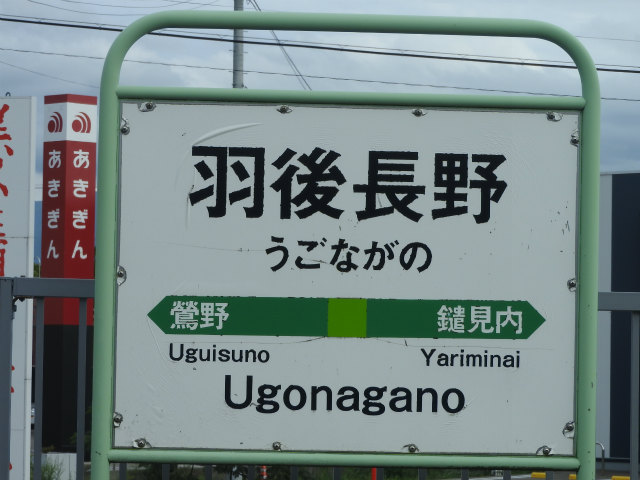 羽後長野
うごながの
鶯野
鑓見内
Uguisuno
Yariminai
Ugonagano
あきぎん
あきぎん